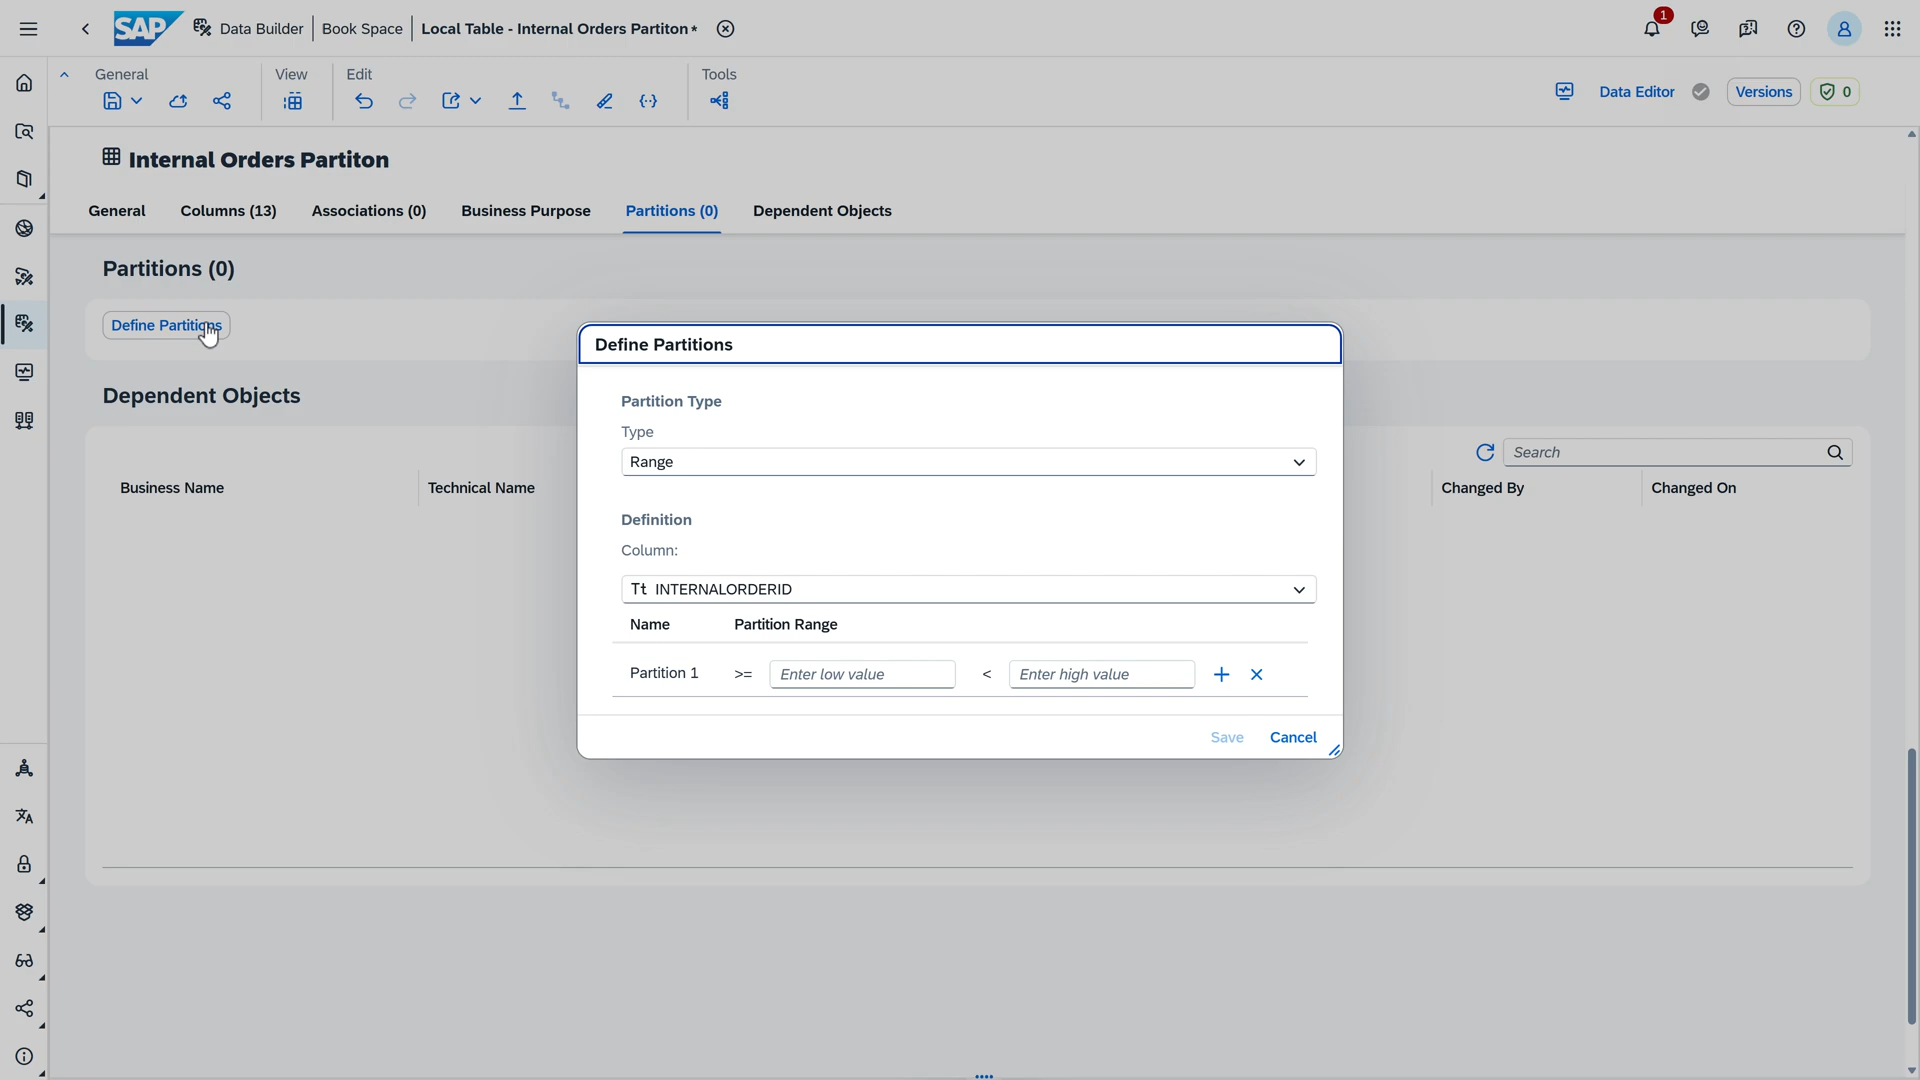 SAP
Data Builder
Book Space
Local Table - Internal Orders Partiton *
1
General
View
Edit
Tools
Data Editor
Versions
0
Internal Orders Partiton
General
Columns (13)
Associations (0)
Business Purpose
Partitions (0)
Dependent Objects
Partitions (0)
Define Partitions
Dependent Objects
Search
Business Name
Technical Name
Changed By
Changed On
Define Partitions
Partition Type
Type
Range
Definition
Column:
Tt INTERNALORDERID
Name
Partition Range
Partition 1
>=
Enter low value
<
Enter high value
Save
Cancel